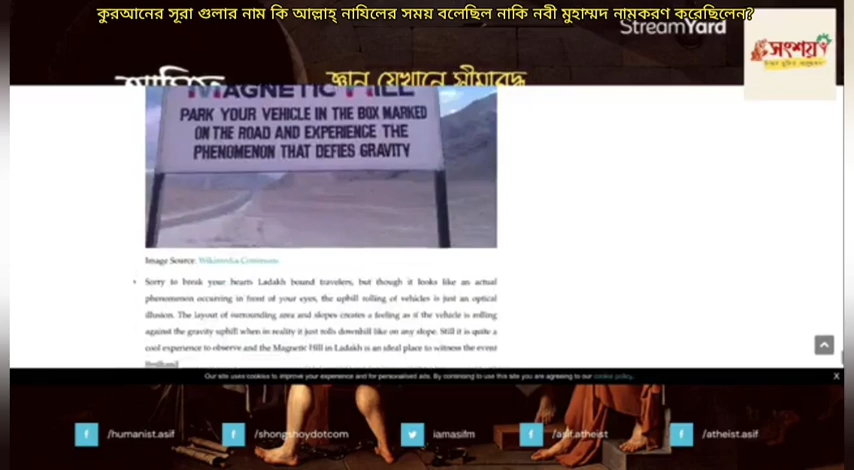 কুরআনের সূরা গুলার নাম কি আল্লাহ্ নাযিলের সময় বলেছিল নাকি নবী মুহাম্মদ নামকরণ করেছিলেন?
StreamYard
সংশয়
জ্ঞান যেখানে সীমাবদ্ধ
MAGNETIC HILL
PARK YOUR VEHICLE IN THE BOX MARKED
ON THE ROAD AND EXPERIENCE THE
PHENOMENON THAT DEFIES GRAVITY
Image Source: Wikimedia Commons
Sorry to break your hearts Ladakh bound travelers, but though it looks like an actual
phenomenon occurring in front of your eyes, the uphill rolling of vehicles is just an optical
illusion. The layout of surrounding area and slopes creates a feeling as if the vehicle is rolling
against the gravity uphill when in reality it just rolls downhill like on any slope. Still it is quite a
cool experience to observe and the Magnetic Hill in Ladakh is an ideal place to witness the event
firsthand
Our site uses cookies to improve your experience and for personalised ads. By continuing to use this site you are agreeing to our cookie policy.
X
/humanist.asif
/shongshoydotcom
iamasifm
/asif.atheist
/atheist.asif